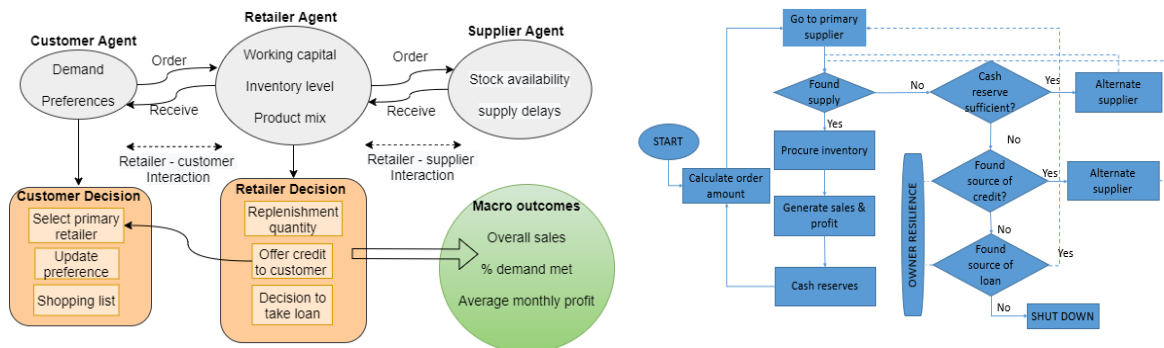 Customer Agent
Demand
Preferences
Order
Receive
Retailer Agent
Working capital
Inventory level
Product mix
Order
Receive
Supplier Agent
Stock availability
supply delays
Retailer - customer
Interaction
Retailer - supplier
Interaction
Customer Decision
Select primary
retailer
Update
preference
Shopping list
Retailer Decision
Replenishment
quantity
Offer credit
to customer
Decision to
take loan
Macro outcomes
Overall sales
% demand met
Average monthly profit
START
Calculate order
amount
Go to primary
supplier
Found
supply
No
Yes
Procure inventory
Generate sales &
profit
Cash reserves
Cash
reserve
sufficient?
Yes
Alternate
supplier
No
Found
source of
credit?
Yes
Alternate
supplier
No
Found
source of
loan
Yes
No
SHUT DOWN
OWNER RESILIENCE